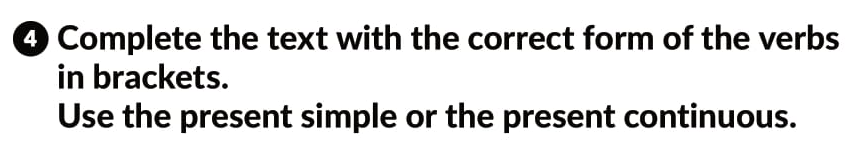 4 Complete the text with the correct form of the verbs
in brackets.
Use the present simple or the present continuous.